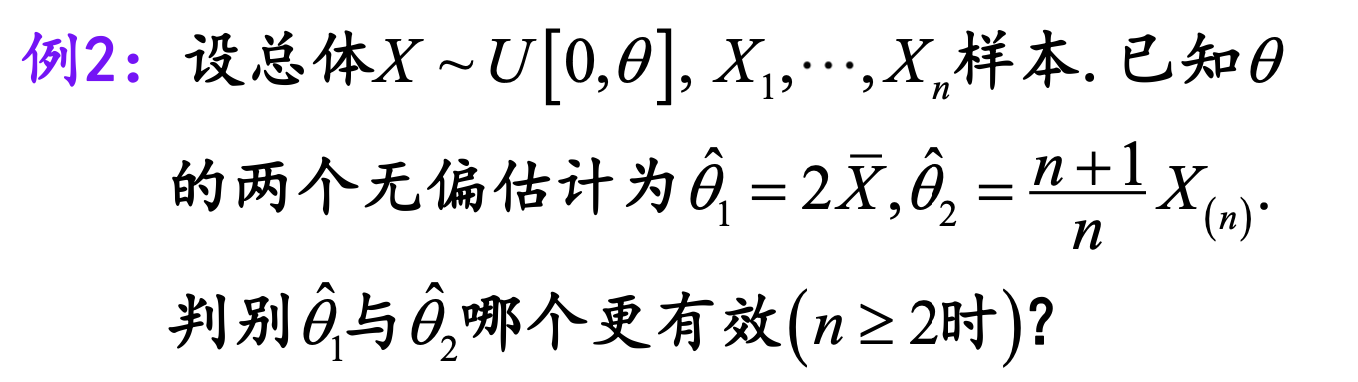 例2：设总体X ~ U[0,θ], X₁,⋯,Xₙ样本. 已知θ
的两个无偏估计为θ̂₁ = 2X̄, θ̂₂ = \frac{n+1}{n} X₍ₙ₎.
判别θ̂₁与θ̂₂哪个更有效(n ≥ 2时)?